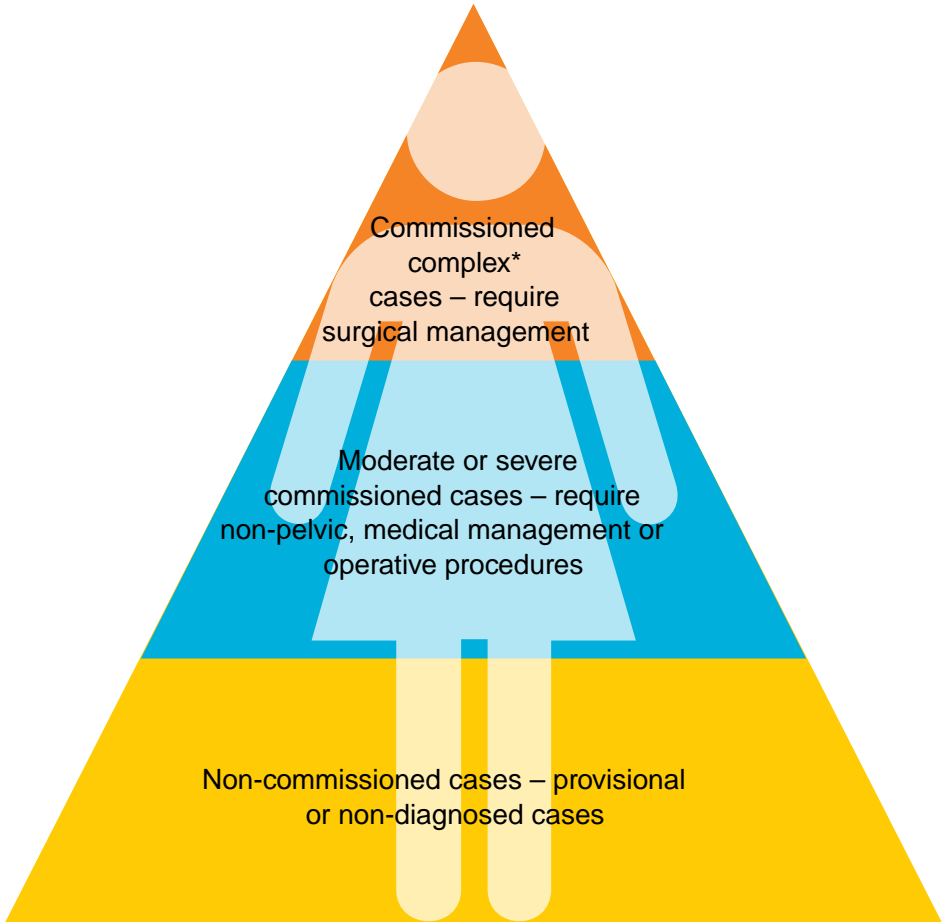 Commissioned
complex*
cases – require
surgical management
Moderate or severe
commissioned cases – require
non-pelvic, medical management or
operative procedures
Non-commissioned cases – provisional
or non-diagnosed cases